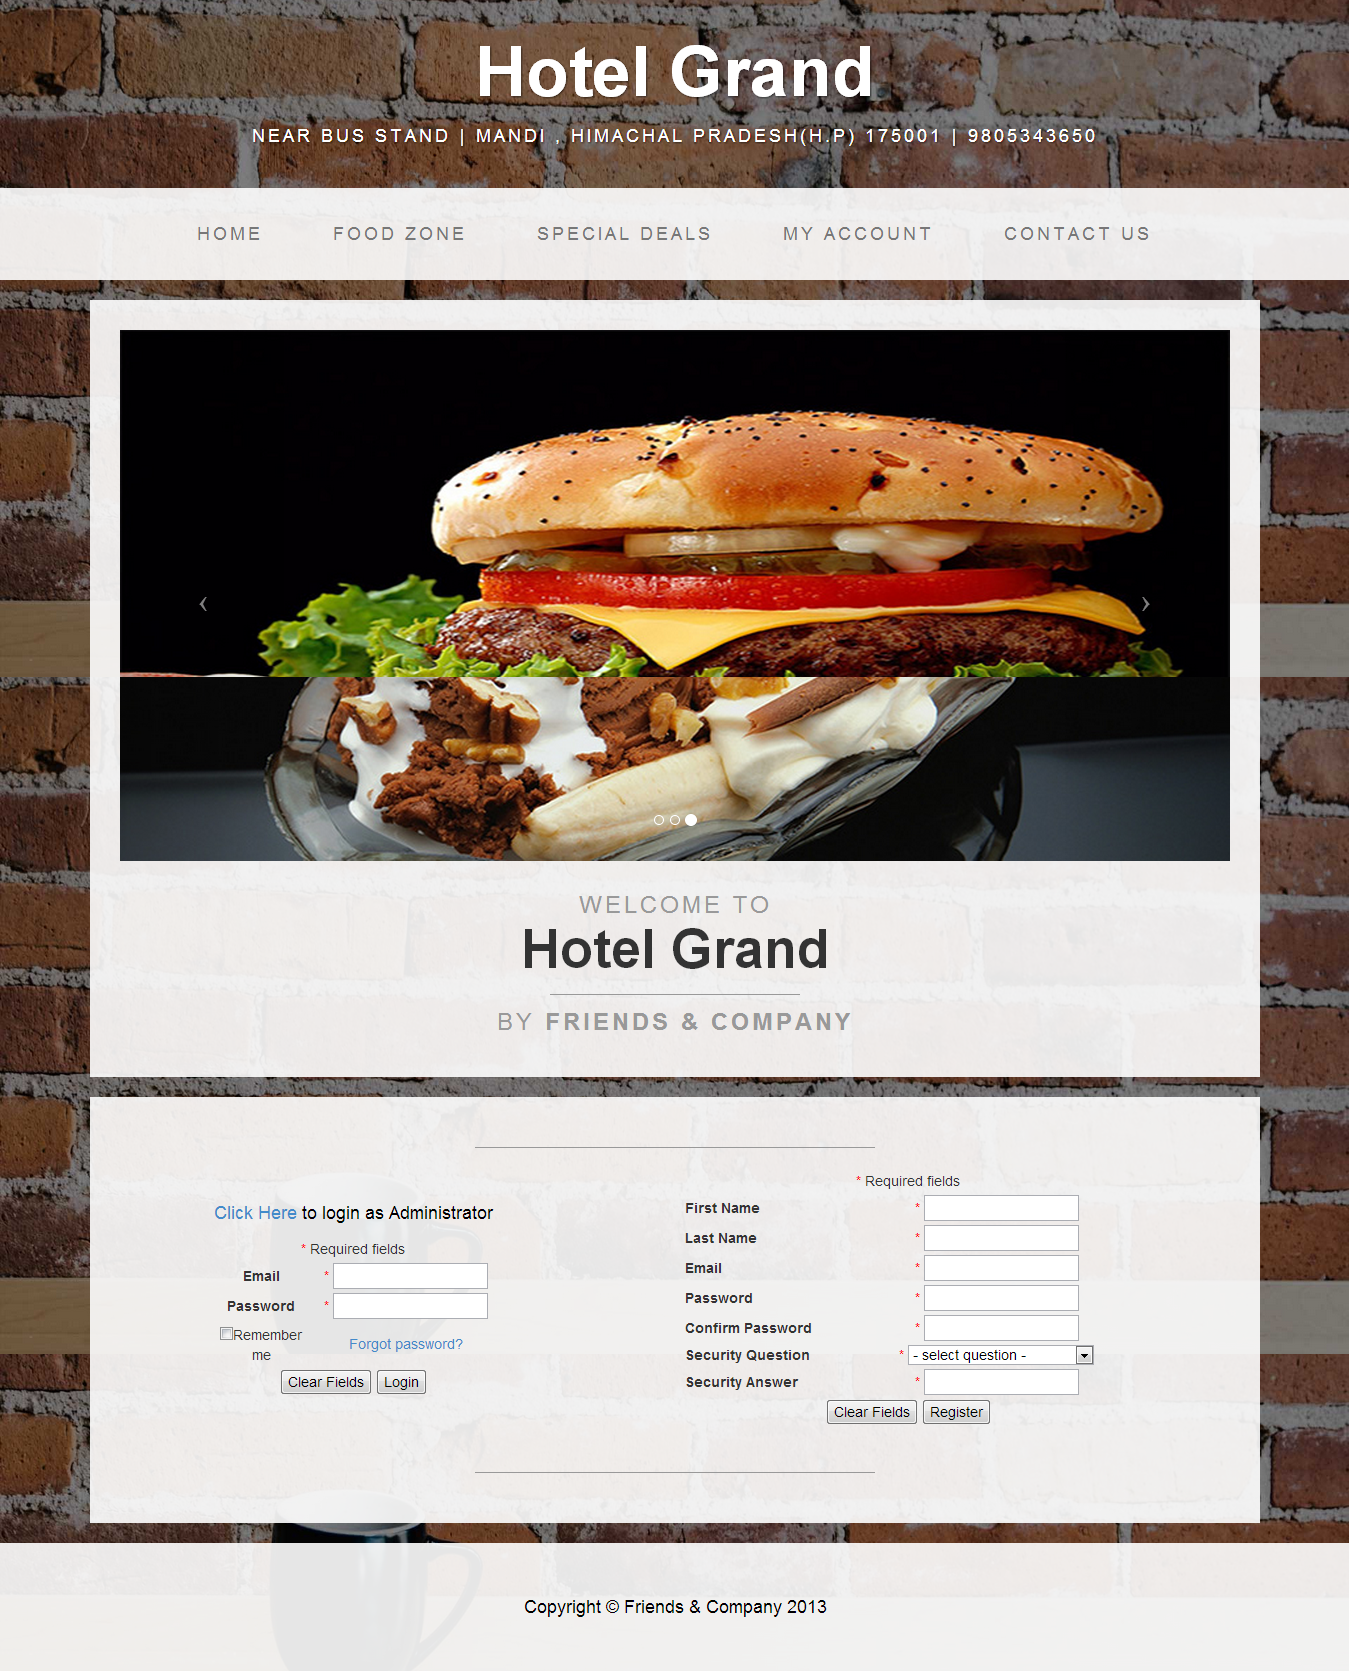 Hotel Grand
NEAR BUS STAND | MANDI , HIMACHAL PRADESH(H.P) 175001 | 9805343650
HOME FOOD ZONE SPECIAL DEALS MY ACCOUNT CONTACT US
WELCOME TO
Hotel Grand
BY FRIENDS & COMPANY
Click Here to login as Administrator
* Required fields
Email *
Password *
Remember me
Forgot password?
Clear Fields Login
* Required fields
First Name *
Last Name *
Email *
Password *
Confirm Password *
Security Question * - select question -
Security Answer *
Clear Fields Register
Copyright © Friends & Company 2013